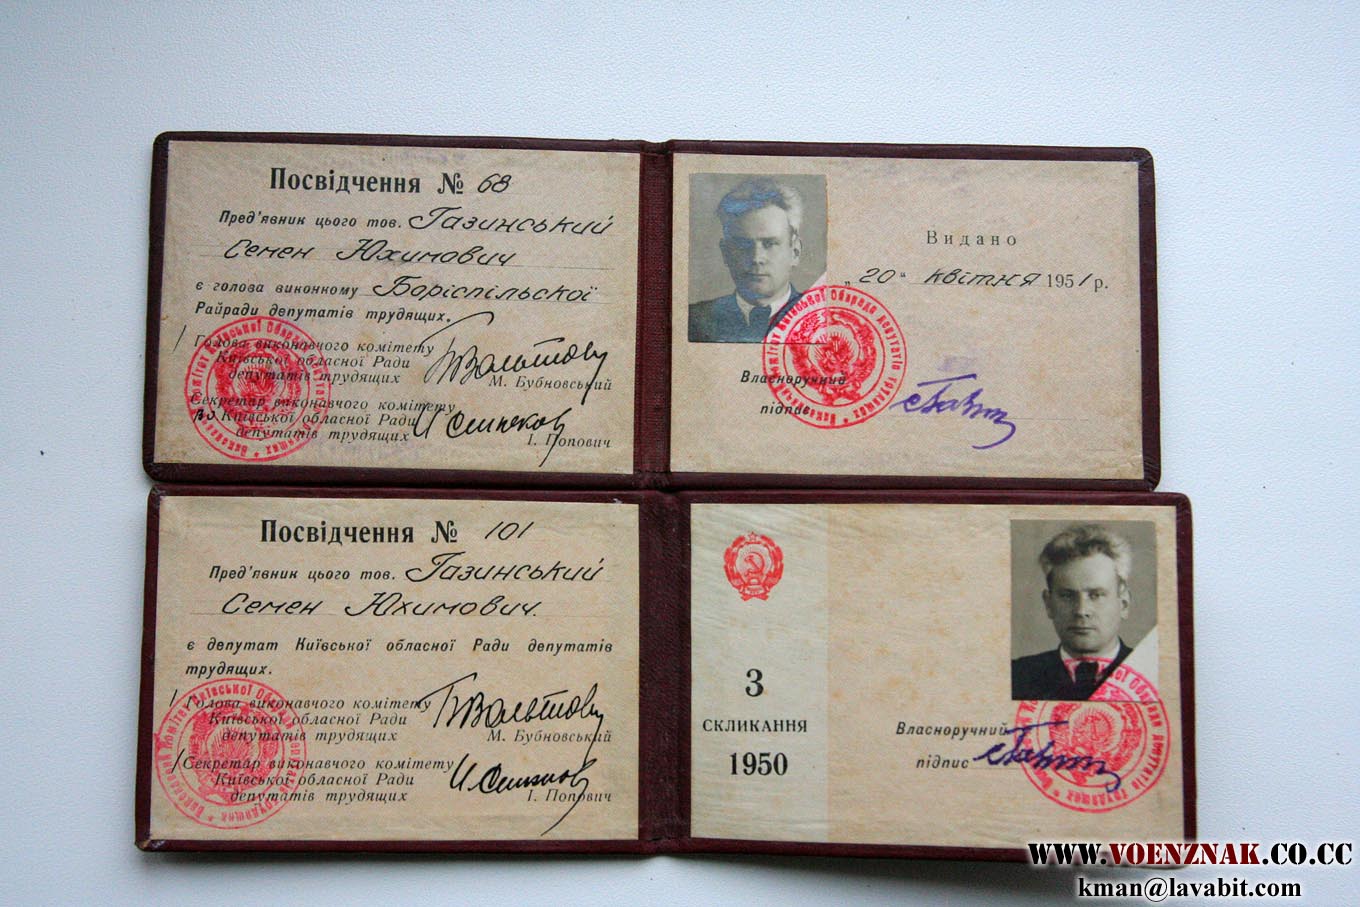 Посвідчення № 68
Пред'явник цього тов. Газинський
Семен Юхимович
є голова виконкому Бориспільскої
Райради депутатів трудящих.
Голова виконавчого комітету
Київської обласної Ради
депутатів трудящих
М. Бубновський
Секретар виконавчого комітету
Київської обласної Ради
депутатів трудящих
І. Попович
Видано
„20“ квітня 1951 р.
Власноручний
підпис
Посвідчення № 101
Пред'явник цього тов. Газинський
Семен Юхимович.
є депутат Київської обласної Ради депутатів
трудящих.
Голова виконавчого комітету
Київської обласної Ради
депутатів трудящих
М. Бубновський
Секретар виконавчого комітету
Київської обласної Ради
депутатів трудящих
І. Попович
3
СКЛИКАННЯ
1950
Власноручний
підпис
WWW.VOENZNAK.CO.CC
kman@lavabit.com